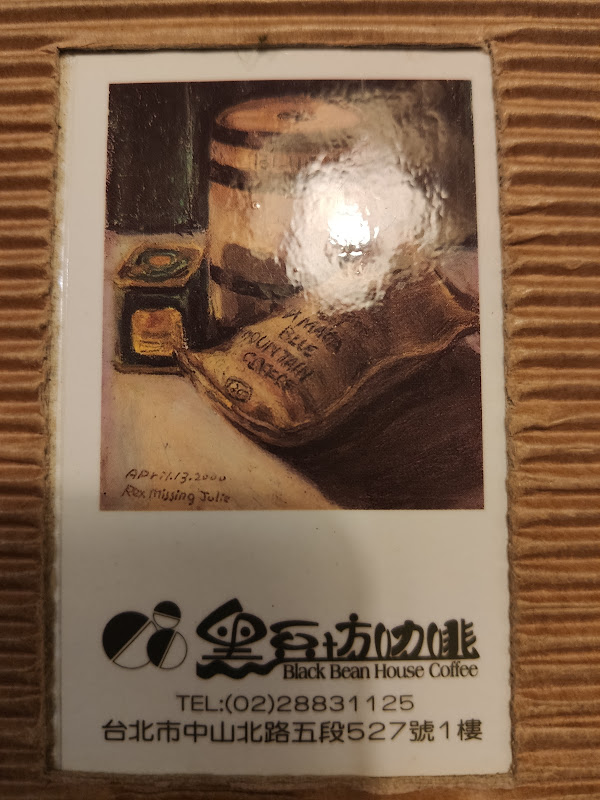 JAMAICA
BLUE
MOUNTAIN
COFFEE
April.13.2000
Rex Missing Julie
黑豆坊咖啡
Black Bean House Coffee
TEL:(02)28831125
台北市中山北路五段527號1樓